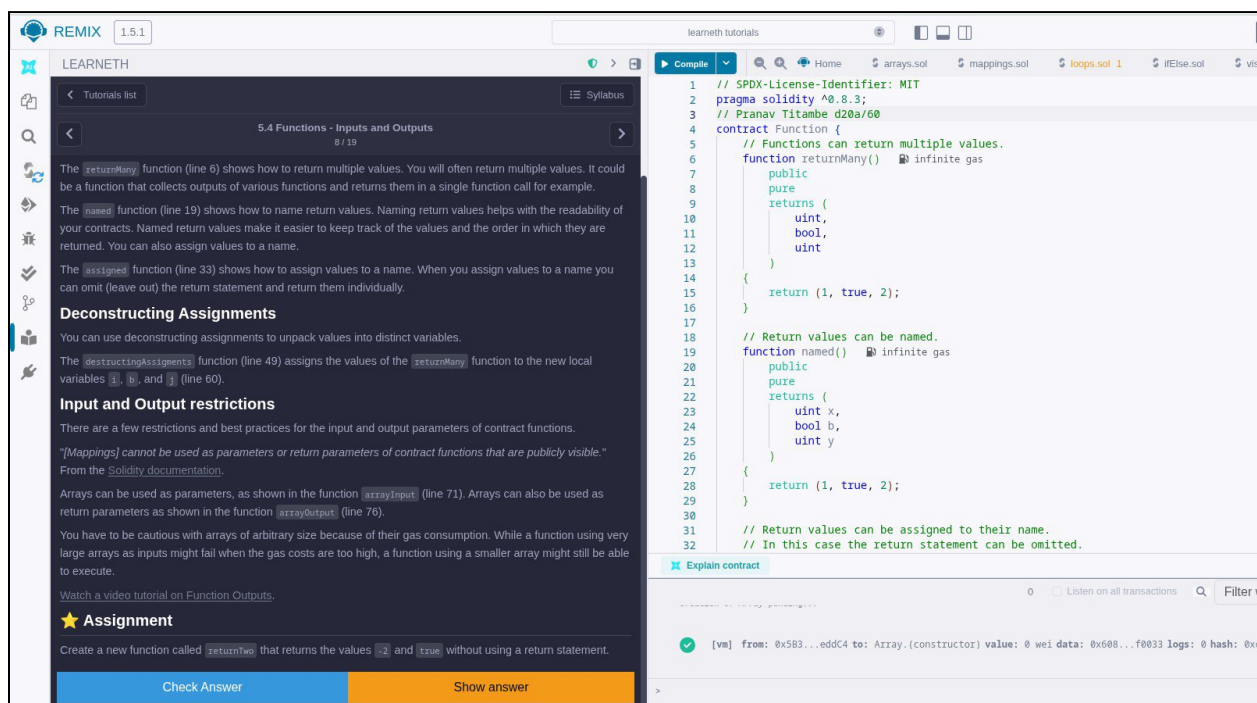 REMIX 1.5.1
learneth tutorials
LEARNETH
Compile
Home
arrays.sol
mappings.sol
loops.sol 1
ifElse.sol
Tutorials list
Syllabus
5.4 Functions - Inputs and Outputs
8 / 19
The returnMany function (line 6) shows how to return multiple values. You will often return multiple values. It could
be a function that collects outputs of various functions and returns them in a single function call for example.
The named function (line 19) shows how to name return values. Naming return values helps with the readability of
your contracts. Named return values make it easier to keep track of the values and the order in which they are
returned. You can also assign values to a name.
The assigned function (line 33) shows how to assign values to a name. When you assign values to a name you
can omit (leave out) the return statement and return them individually.
Deconstructing Assignments
You can use deconstructing assignments to unpack values into distinct variables.
The destructingAssigments function (line 49) assigns the values of the returnMany function to the new local
variables i, b, and j (line 60).
Input and Output restrictions
There are a few restrictions and best practices for the input and output parameters of contract functions.
"[Mappings] cannot be used as parameters or return parameters of contract functions that are publicly visible."
From the Solidity documentation.
Arrays can be used as parameters, as shown in the function arrayInput (line 71). Arrays can also be used as
return parameters as shown in the function arrayOutput (line 76).
You have to be cautious with arrays of arbitrary size because of their gas consumption. While a function using very
large arrays as inputs might fail when the gas costs are too high, a function using a smaller array might still be able
to execute.
Watch a video tutorial on Function Outputs.
Assignment
Create a new function called returnTwo that returns the values -2 and true without using a return statement.
Check Answer
Show answer
1 // SPDX-License-Identifier: MIT
2 pragma solidity ^0.8.3;
3 // Pranav Titambe d20a/60
4 contract Function {
5 // Functions can return multiple values.
6 function returnMany() infinite gas
7 public
8 pure
9 returns (
10 uint,
11 bool,
12 uint
13 )
14 {
15 return (1, true, 2);
16 }
17
18 // Return values can be named.
19 function named() infinite gas
20 public
21 pure
22 returns (
23 uint x,
24 bool b,
25 uint y
26 )
27 {
28 return (1, true, 2);
29 }
30
31 // Return values can be assigned to their name.
32 // In this case the return statement can be omitted.
Explain contract
0 Listen on all transactions Filter
[vm] from: 0x5B3...eddC4 to: Array.(constructor) value: 0 wei data: 0x608...f0033 logs: 0 hash:
>